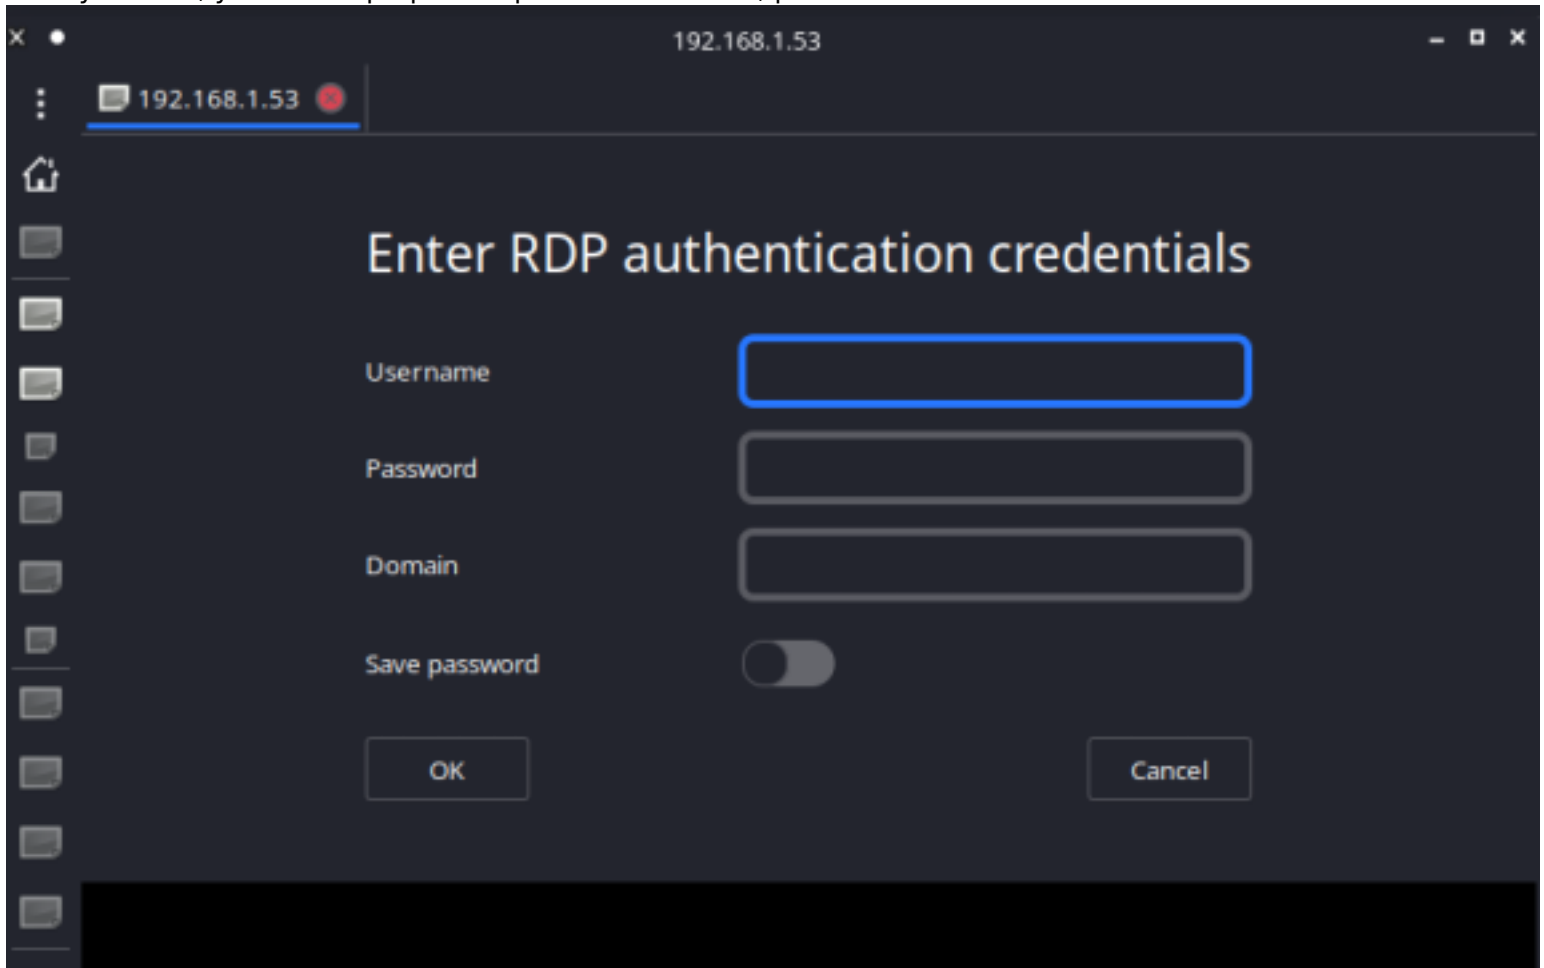 192.168.1.53
192.168.1.53
Enter RDP authentication credentials
Username
Password
Domain
Save password
OK Cancel